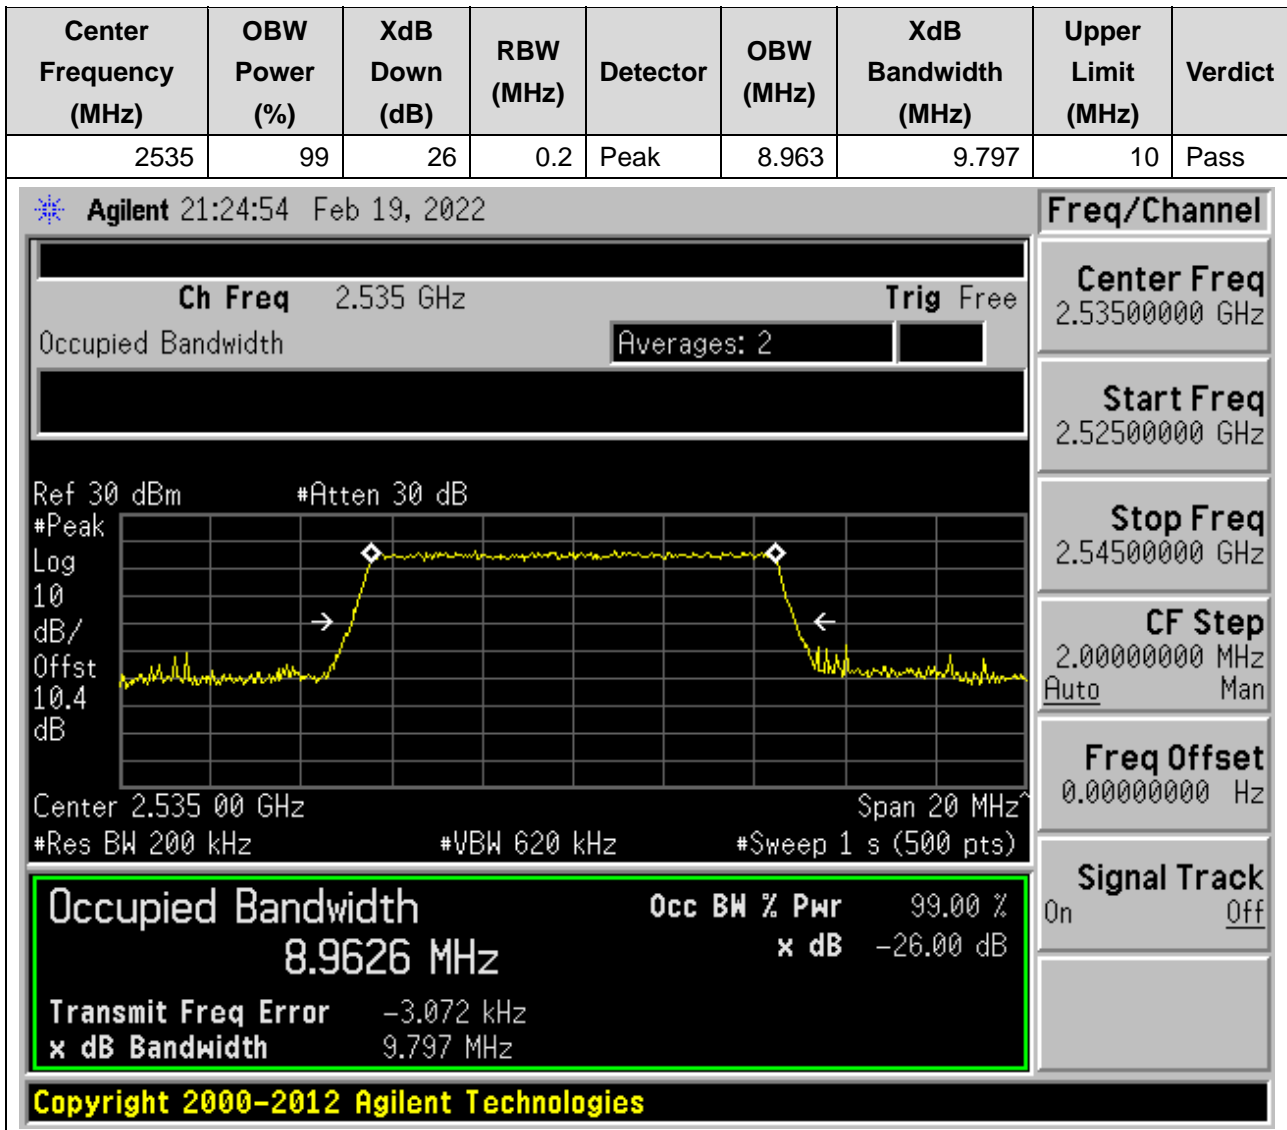 Center Frequency (MHz) OBW Power (%) XdB Down (dB) RBW (MHz) Detector OBW (MHz) XdB Bandwidth (MHz) Upper Limit (MHz) Verdict
2535 99 26 0.2 Peak 8.963 9.797 10 Pass
Agilent 21:24:54 Feb 19, 2022
Freq/Channel
Ch Freq 2.535 GHz Trig Free
Occupied Bandwidth Averages: 2
Center Freq
2.53500000 GHz
Start Freq
2.52500000 GHz
Stop Freq
2.54500000 GHz
CF Step
2.00000000 MHz
Auto Man
Freq Offset
0.00000000 Hz
Signal Track
On Off
Ref 30 dBm #Atten 30 dB
#Peak
Log
10
dB/
Offst
10.4
dB
Center 2.535 00 GHz Span 20 MHz^
#Res BW 200 kHz #VBW 620 kHz #Sweep 1 s (500 pts)
Occupied Bandwidth Occ BW % Pwr 99.00 %
8.9626 MHz x dB -26.00 dB
Transmit Freq Error -3.072 kHz
x dB Bandwidth 9.797 MHz
Copyright 2000-2012 Agilent Technologies